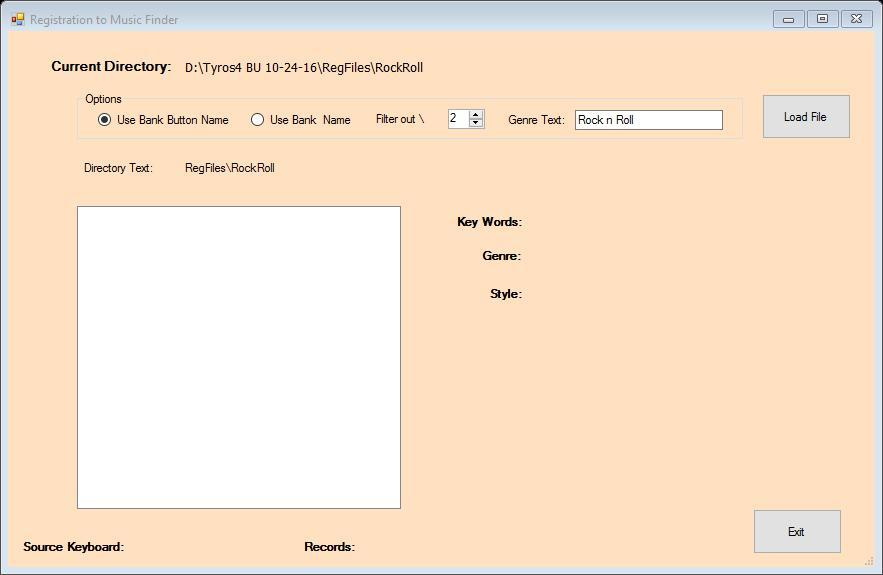 Registration to Music Finder
Current Directory: D:\Tyros4 BU 10-24-16\RegFiles\RockRoll
Options
Use Bank Button Name Use Bank Name Filter out \ 2 Genre Text: Rock n Roll Load File
Directory Text: RegFiles\RockRoll
Key Words:
Genre:
Style:
Exit
Source Keyboard: Records: